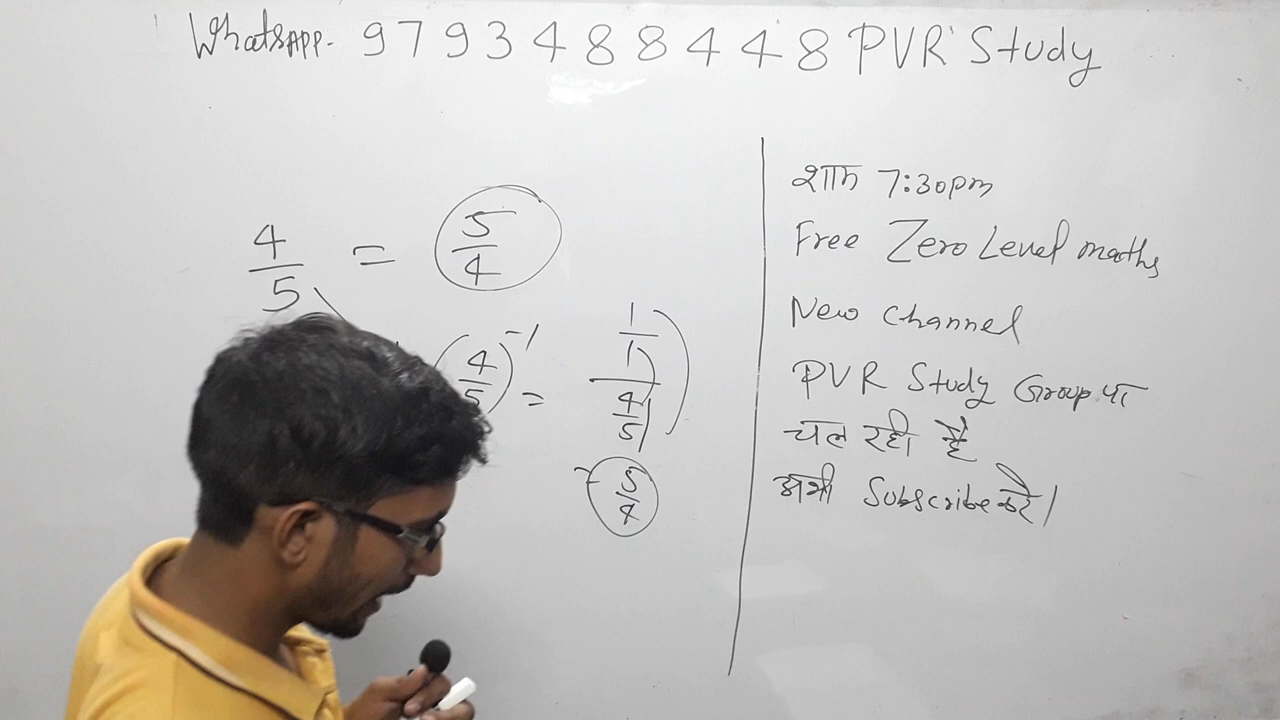 WhatsAPP- 9793488448 PVR Study
4/5 = 5/4
(4/5)⁻¹ = (1/1)/(4/5)
= 5/4
शाम 7:30pm
Free Zero Level maths
New channel
PVR Study Group पर
चल रही है
अभी Subscribe करे।